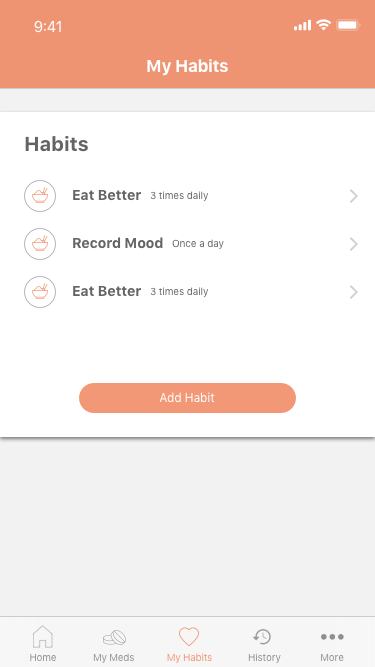 9:41
My Habits
Habits
Eat Better 3 times daily
Record Mood Once a day
Eat Better 3 times daily
Add Habit
Home My Meds My Habits History More